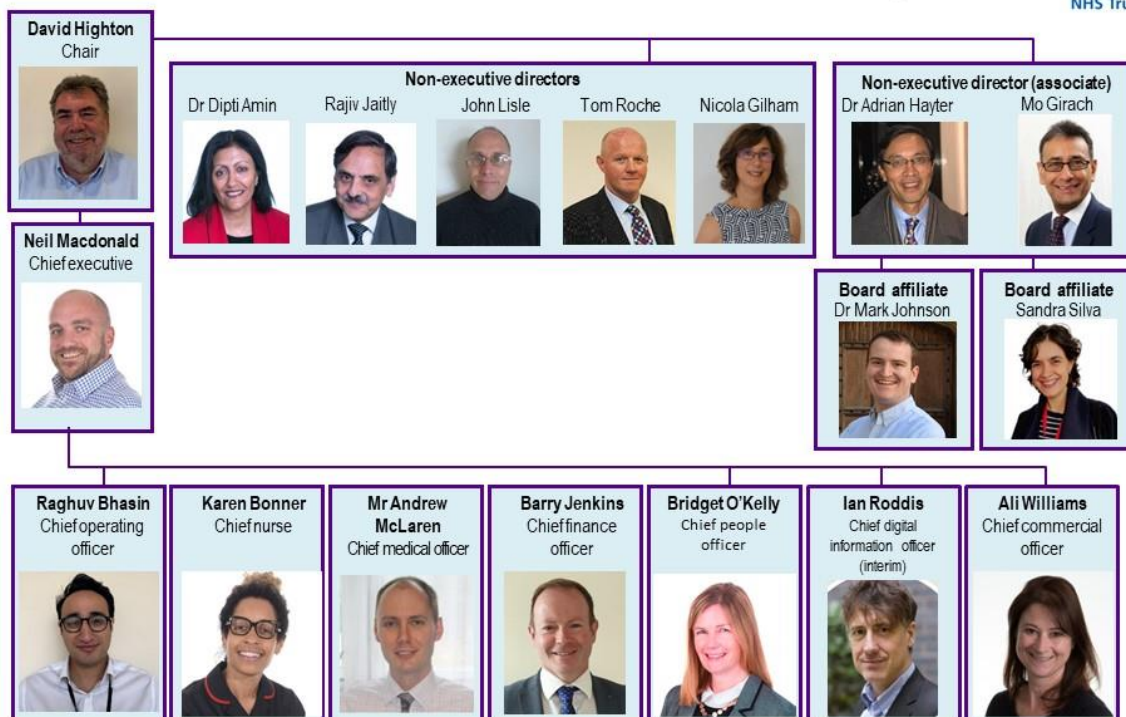 NHS Tru
David Highton
Chair
Non-executive directors
Dr Dipti Amin
Rajiv Jaitly
John Lisle
Tom Roche
Nicola Gilham
Non-executive director (associate)
Dr Adrian Hayter
Mo Girach
Neil Macdonald
Chief executive
Board affiliate
Dr Mark Johnson
Board affiliate
Sandra Silva
Raghuv Bhasin
Chief operating
officer
Karen Bonner
Chief nurse
Mr Andrew
McLaren
Chief medical officer
Barry Jenkins
Chief finance
officer
Bridget O'Kelly
Chief people
officer
Ian Roddis
Chief digital
information officer
(interim)
Ali Williams
Chief commercial
officer